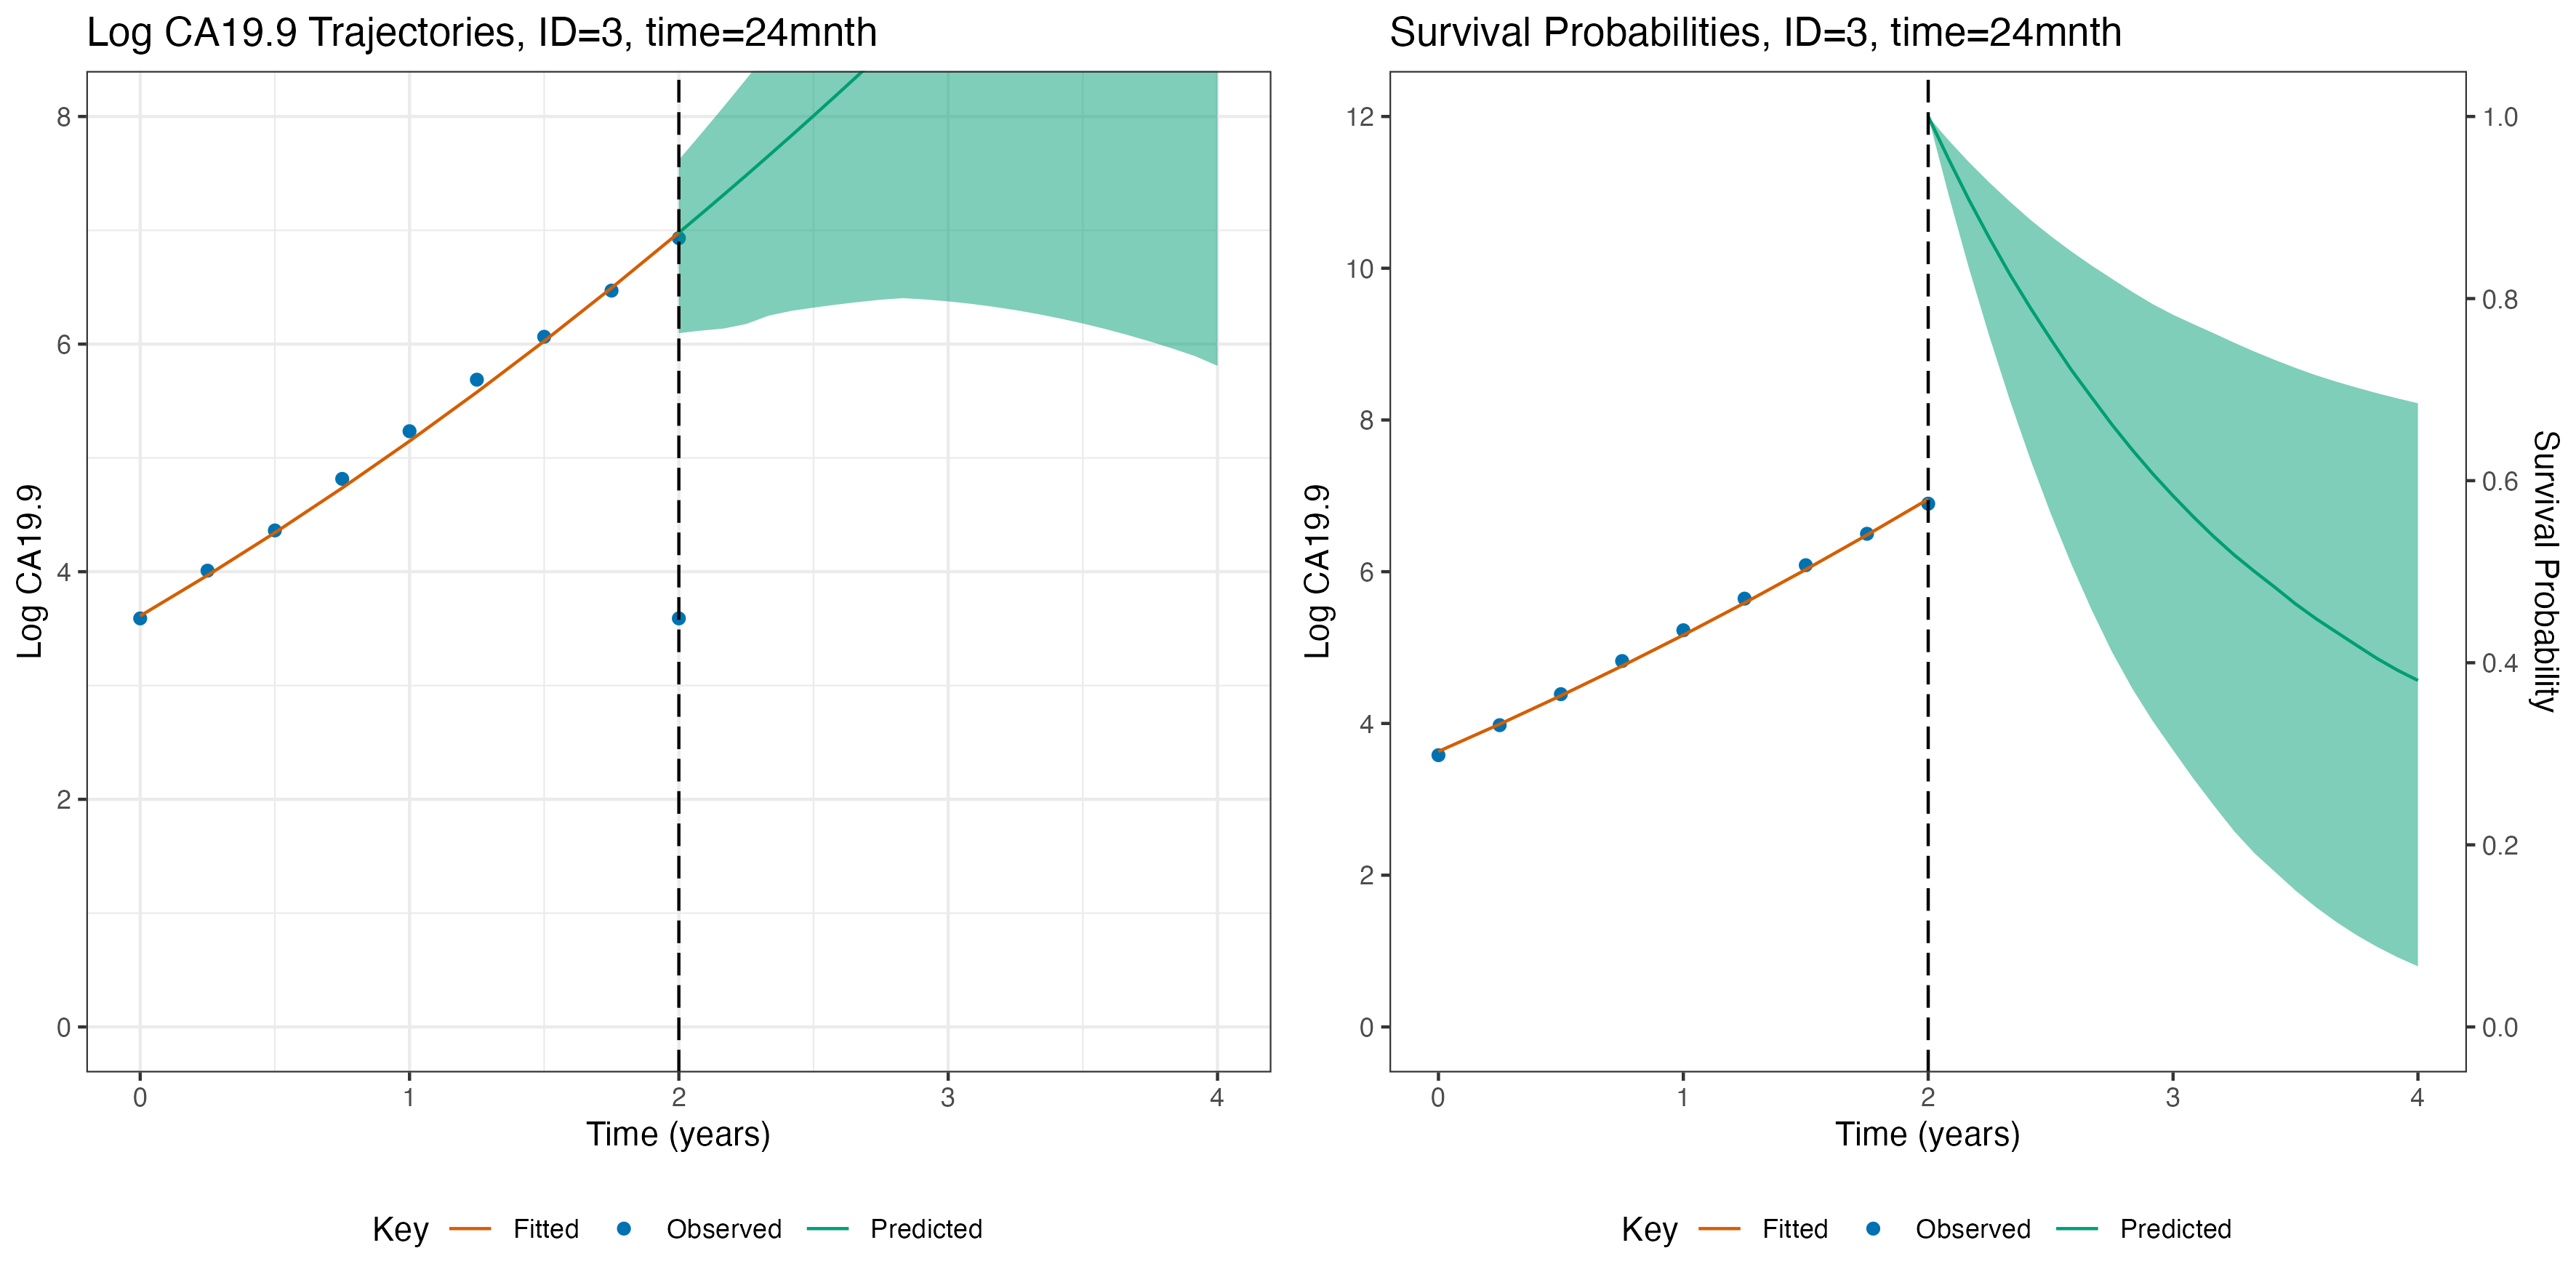 Log CA19.9 Trajectories, ID=3, time=24mnth
Log CA19.9
8
6
4
2
0
0 1 2 3 4
Time (years)
Key Fitted Observed Predicted
Survival Probabilities, ID=3, time=24mnth
Log CA19.9
12
10
8
6
4
2
0
1.0
0.8
0.6
0.4
0.2
0.0
Survival Probability
0 1 2 3 4
Time (years)
Key Fitted Observed Predicted